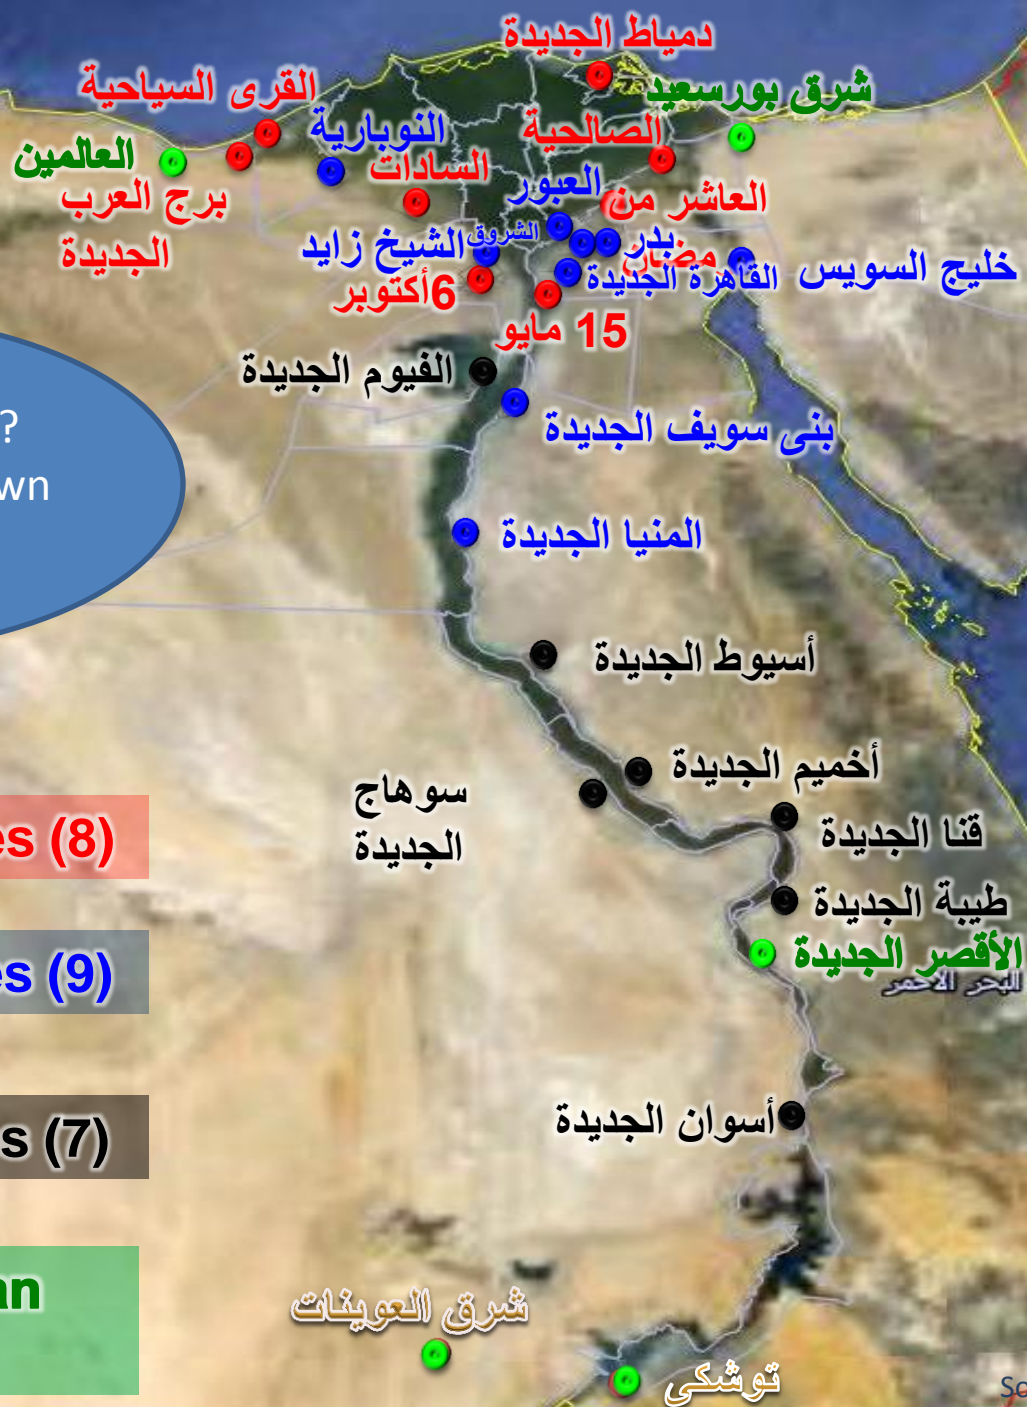 دمياط الجديدة
شرق بورسعيد
القرى السياحية
النوبارية
الصالحية
العالمين
السادات
العبور
العاشر من
برج العرب
الجديدة
الشروق
بدر
الشيخ زايد
القاهرة الجديدة
خليج السويس
6أكتوبر
15 مايو
الفيوم الجديدة
?
wn
بنى سويف الجديدة
المنيا الجديدة
أسيوط الجديدة
أخميم الجديدة
سوهاج
الجديدة
قنا الجديدة
es (8)
طيبة الجديدة
الأقصر الجديدة
البحر الاحمر
es (9)
أسوان الجديدة
s (7)
an
شرق العوينات
توشكى
So